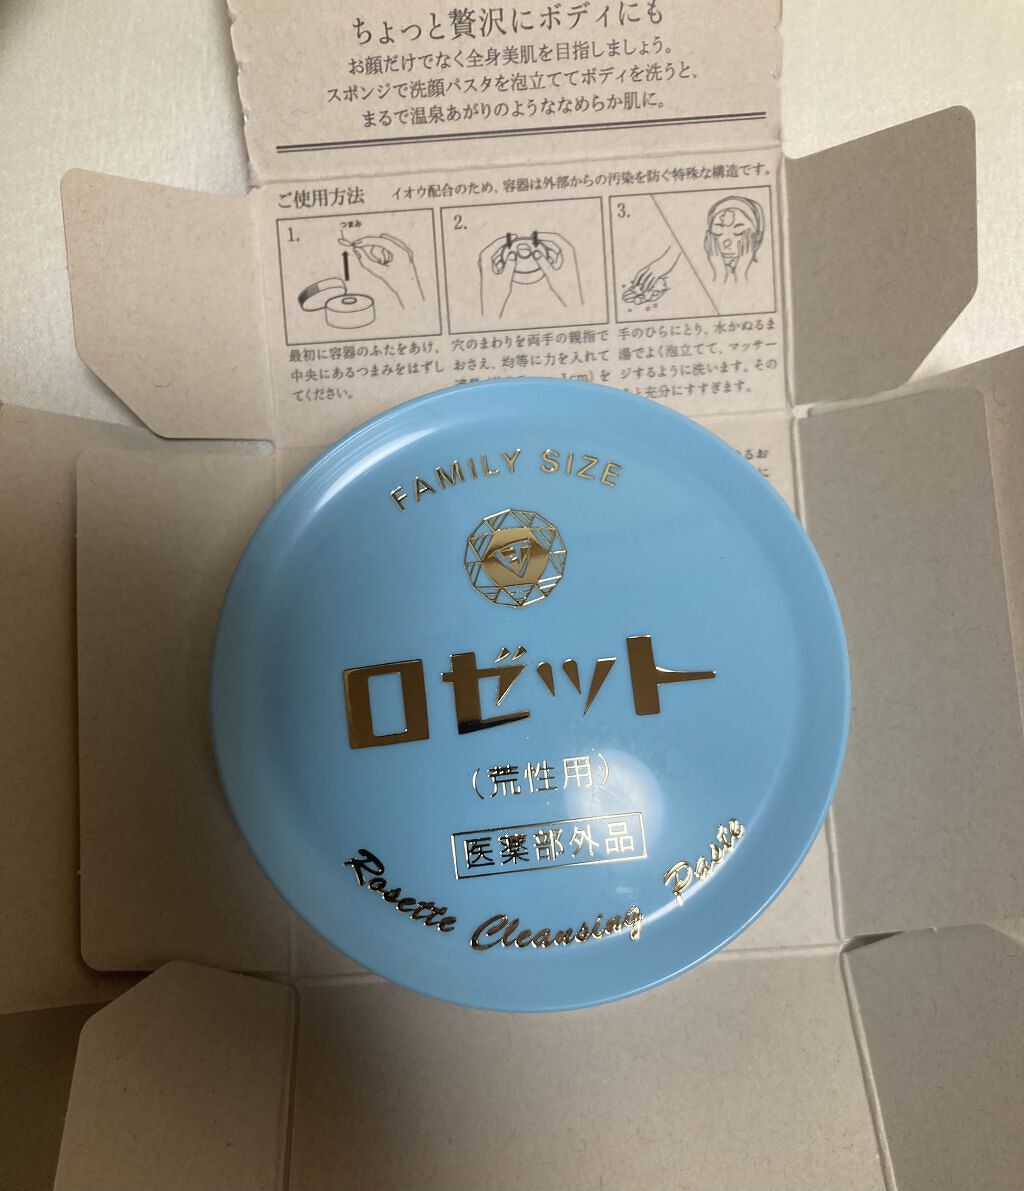 ちょっと贅沢にボディにも
お顔だけでなく全身美肌を目指しましょう。
スポンジで洗顔パスタを泡立ててボディを洗うと、
まるで温泉あがりのようななめらか肌に。
ご使用方法 イオウ配合のため、容器は外部からの汚染を防ぐ特殊な構造です。
1.
つまみ
最初に容器のふたをあけ、
中央にあるつまみをはずし
てください。
2.
穴のまわりを両手の親指で
おさえ、均等に力を入れて
1cm)を
3.
手のひらにとり、水かぬるま
湯でよく泡立てて、マッサー
ジするように洗います。その
と充分にすすぎます。
FAMILY SIZE
ロゼット
(荒性用)
医薬部外品
Rosette Cleansing Paste